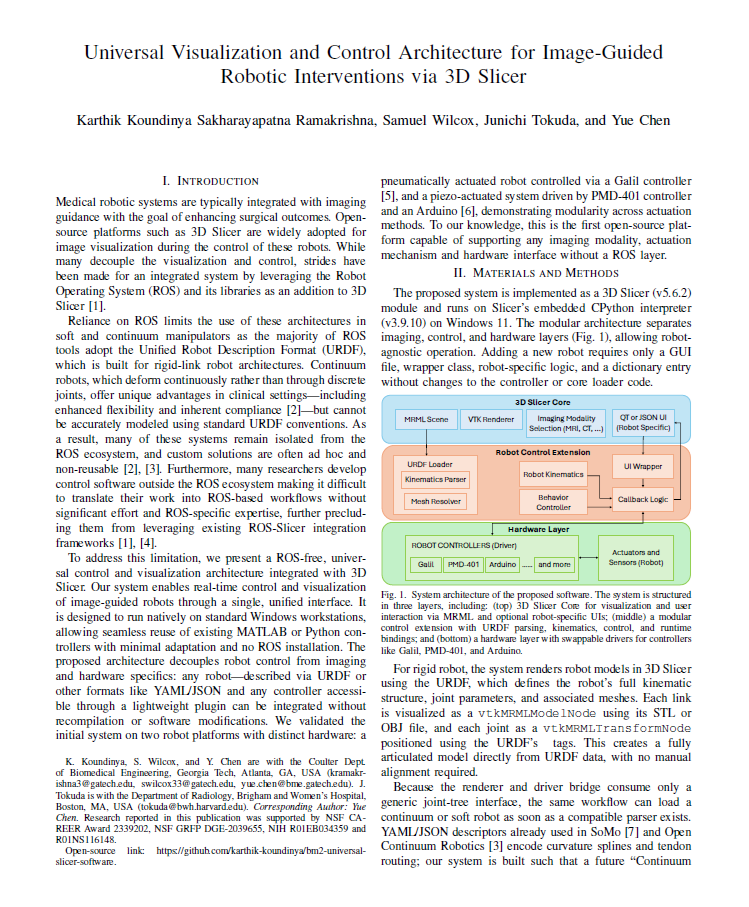 Universal Visualization and Control Architecture for Image-Guided
Robotic Interventions via 3D Slicer
Karthik Koundinya Sakharayapatna Ramakrishna, Samuel Wilcox, Junichi Tokuda, and Yue Chen
I. INTRODUCTION
Medical robotic systems are typically integrated with imaging
guidance with the goal of enhancing surgical outcomes. Open-
source platforms such as 3D Slicer are widely adopted for
image visualization during the control of these robots. While
many decouple the visualization and control, strides have
been made for an integrated system by leveraging the Robot
Operating System (ROS) and its libraries as an addition to 3D
Slicer [1].
Reliance on ROS limits the use of these architectures in
soft and continuum manipulators as the majority of ROS
tools adopt the Unified Robot Description Format (URDF),
which is built for rigid-link robot architectures. Continuum
robots, which deform continuously rather than through discrete
joints, offer unique advantages in clinical settings—including
enhanced flexibility and inherent compliance [2]—but cannot
be accurately modeled using standard URDF conventions. As
a result, many of these systems remain isolated from the
ROS ecosystem, and custom solutions are often ad hoc and
non-reusable [2], [3]. Furthermore, many researchers develop
control software outside the ROS ecosystem making it difficult
to translate their work into ROS-based workflows without
significant effort and ROS-specific expertise, further preclud-
ing them from leveraging existing ROS-Slicer integration
frameworks [1], [4].
To address this limitation, we present a ROS-free, univer-
sal control and visualization architecture integrated with 3D
Slicer. Our system enables real-time control and visualization
of image-guided robots through a single, unified interface. It
is designed to run natively on standard Windows workstations,
allowing seamless reuse of existing MATLAB or Python con-
trollers with minimal adaptation and no ROS installation. The
proposed architecture decouples robot control from imaging
and hardware specifics: any robot—described via URDF or
other formats like YAML/JSON and any controller accessi-
ble through a lightweight plugin can be integrated without
recompilation or software modifications. We validated the
initial system on two robot platforms with distinct hardware: a
K. Koundinya, S. Wilcox, and Y. Chen are with the Coulter Dept.
of Biomedical Engineering, Georgia Tech, Atlanta, GA, USA (kramakr-
ishna3@gatech.edu, swilcox33@gatech.edu, yue.chen@bme.gatech.edu). J.
Tokuda is with the Department of Radiology, Brigham and Women's Hospital,
Boston, MA, USA (tokuda@bwh.harvard.edu). Corresponding Author: Yue
Chen. Research reported in this publication was supported by NSF CA-
REER Award 2339202, NSF GRFP DGE-2039655, NIH R01EB034359 and
R01NS116148.
Open-source link: https://github.com/karthik-koundinya/bm2-universal-
slicer-software.
pneumatically actuated robot controlled via a Galil controller
[5], and a piezo-actuated system driven by PMD-401 controller
and an Arduino [6], demonstrating modularity across actuation
methods. To our knowledge, this is the first open-source plat-
form capable of supporting any imaging modality, actuation
mechanism and hardware interface without a ROS layer.
II. MATERIALS AND METHODS
The proposed system is implemented as a 3D Slicer (v5.6.2)
module and runs on Slicer's embedded CPython interpreter
(v3.9.10) on Windows 11. The modular architecture separates
imaging, control, and hardware layers (Fig. 1), allowing robot-
agnostic operation. Adding a new robot requires only a GUI
file, wrapper class, robot-specific logic, and a dictionary entry
without changes to the controller or core loader code.
3D Slicer Core
MRML Scene
VTK Renderer
Imaging Modality
Selection (MRI, CT, ...)
QT or JSON UI
(Robot Specific)
Robot Control Extension
URDF Loader
Kinematics Parser
Mesh Resolver
Robot Kinematics
Behavior
Controller
UI Wrapper
Callback Logic
Hardware Layer
ROBOT CONTROLLERS (Driver)
Galil
PMD-401
Arduino
......
and more
Actuators and
Sensors (Robot)
Fig. 1. System architecture of the proposed software. The system is structured
in three layers, including: (top) 3D Slicer Core for visualization and user
interaction via MRML and optional robot-specific UIs; (middle) a modular
control extension with URDF parsing, kinematics, control, and runtime
bindings; and (bottom) a hardware layer with swappable drivers for controllers
like Galil, PMD-401, and Arduino.
For rigid robot, the system renders robot models in 3D Slicer
using the URDF, which defines the robot's full kinematic
structure, joint parameters, and associated meshes. Each link
is visualized as a vtkMRMLModelNode using its STL or
OBJ file, and each joint as a vtkMRMLTransformNode
positioned using the URDF's tags. This creates a fully
articulated model directly from URDF data, with no manual
alignment required.
Because the renderer and driver bridge consume only a
generic joint-tree interface, the same workflow can load a
continuum or soft robot as soon as a compatible parser exists.
YAML/JSON descriptors already used in SoMo [7] and Open
Continuum Robotics [3] encode curvature splines and tendon
routing; our system is built such that a future “Continuum